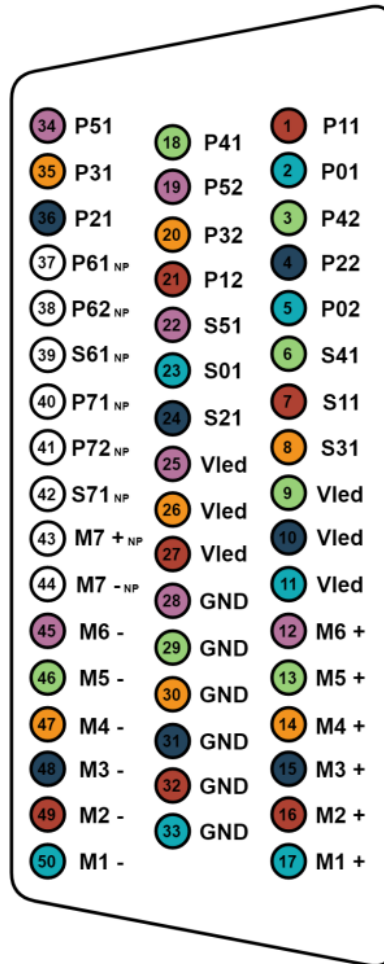 34 P51
35 P31
36 P21
37 P61 NP
38 P62 NP
39 S61 NP
40 P71 NP
41 P72 NP
42 S71 NP
43 M7 + NP
44 M7 - NP
45 M6 -
46 M5 -
47 M4 -
48 M3 -
49 M2 -
50 M1 -
18 P41
19 P52
20 P32
21 P12
22 S51
23 S01
24 S21
25 Vled
26 Vled
27 Vled
28 GND
29 GND
30 GND
31 GND
32 GND
33 GND
1 P11
2 P01
3 P42
4 P22
5 P02
6 S41
7 S11
8 S31
9 Vled
10 Vled
11 Vled
12 M6 +
13 M5 +
14 M4 +
15 M3 +
16 M2 +
17 M1 +